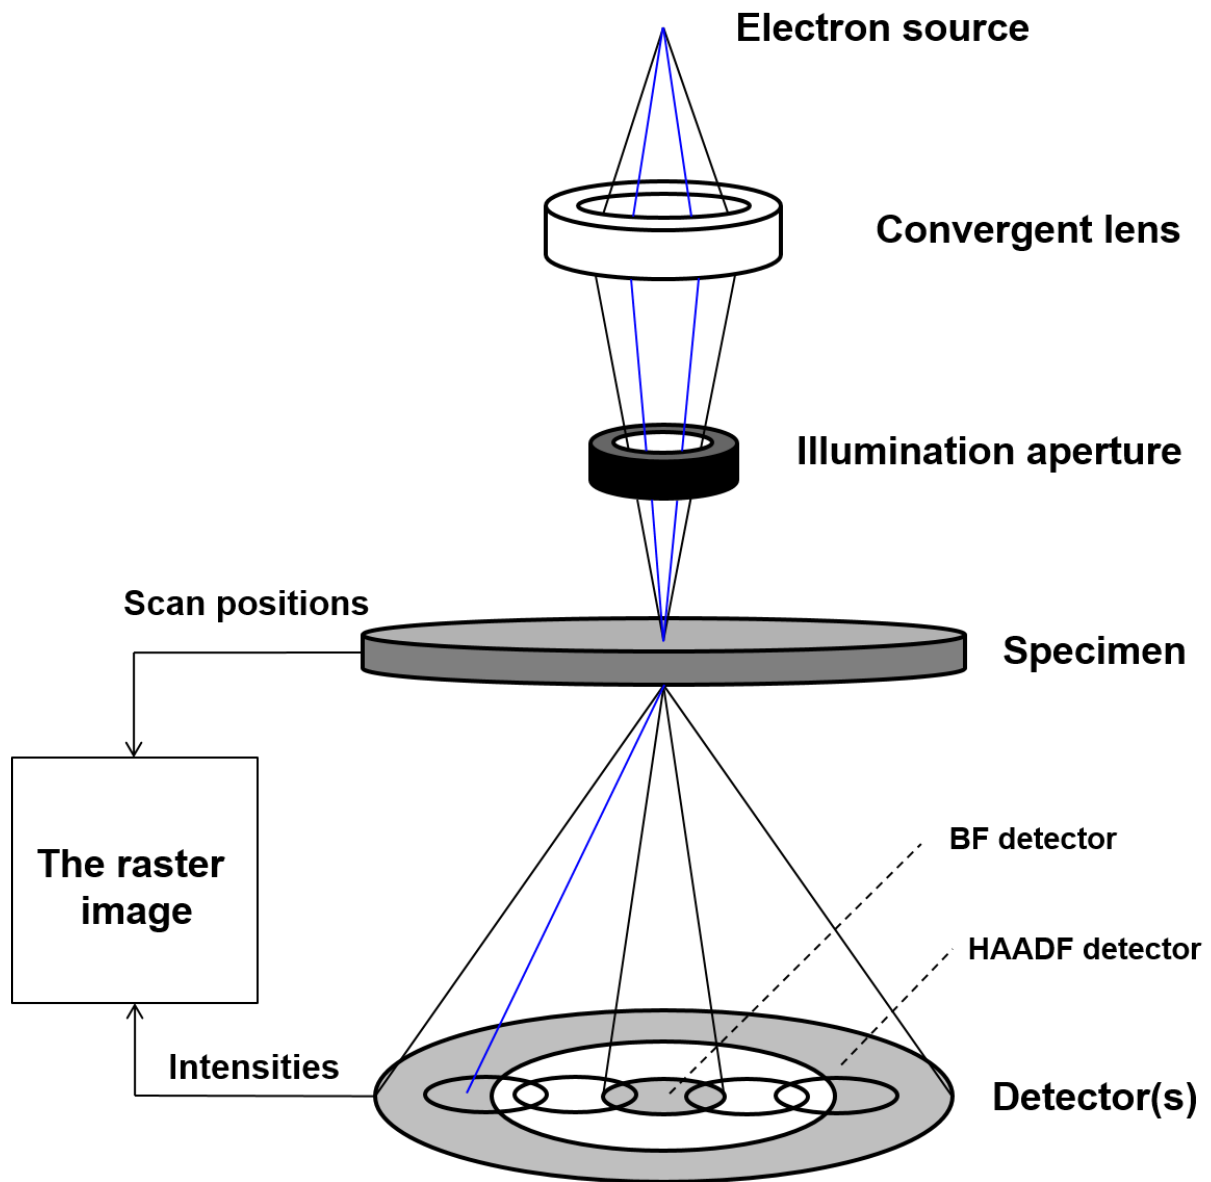 Electron source
Convergent lens
Illumination aperture
Scan positions
Specimen
The raster
image
BF detector
HAADF detector
Intensities
Detector(s)